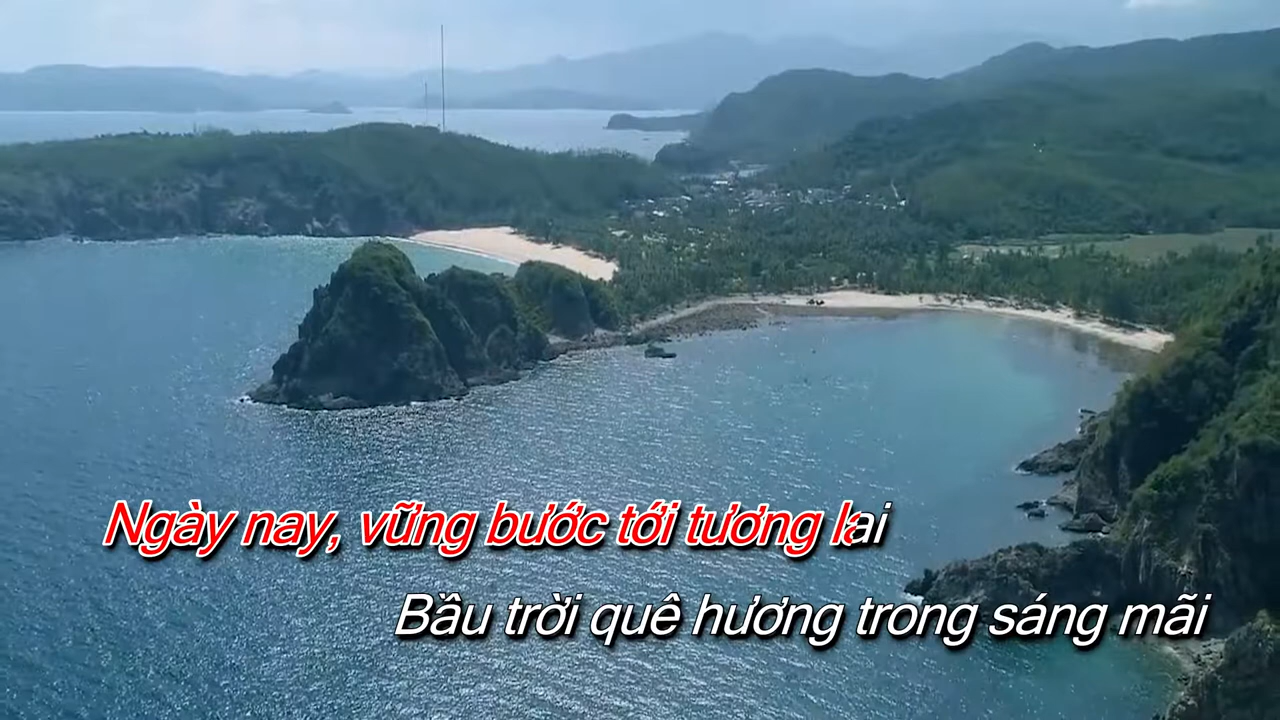 Ngày nay, vững bước tới tương lai
Bầu trời quê hương trong sáng mãi